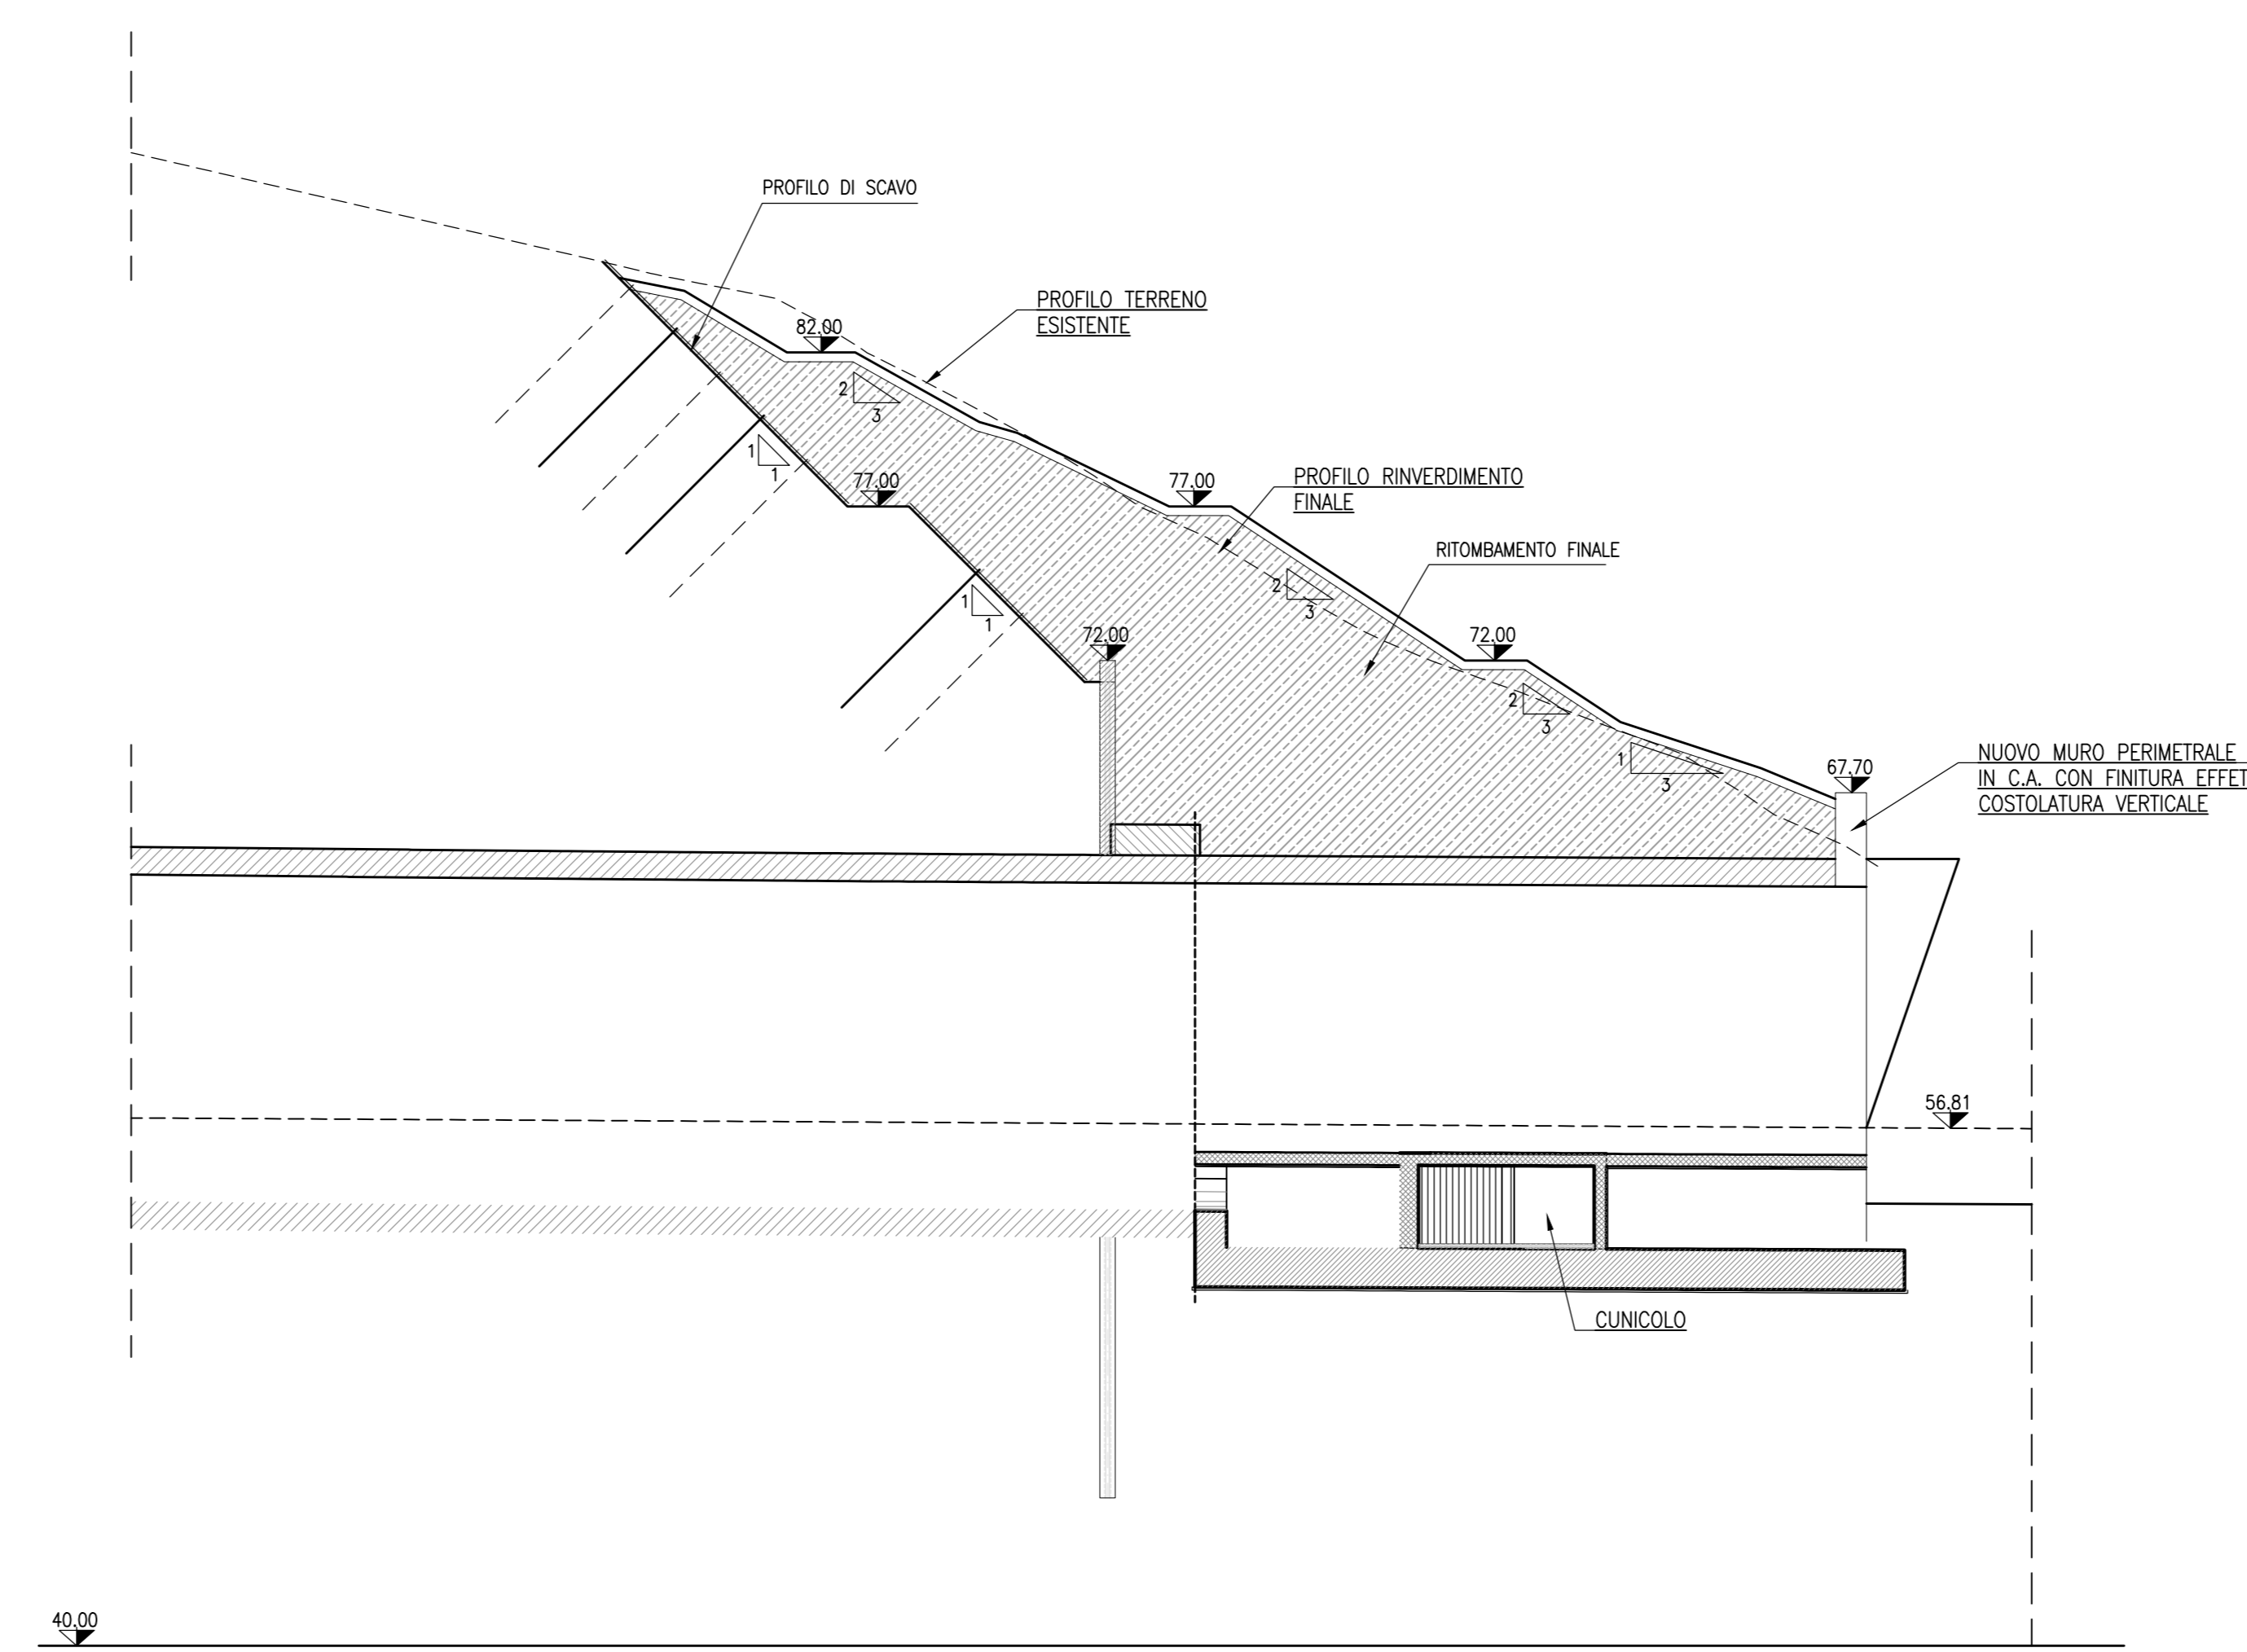 PROFILO DI SCAVO
PROFILO TERRENO
ESISTENTE
82.00
2
3
1
1
77.00
77.00
PROFILO RINVERDIMENTO
FINALE
RITOMBAMENTO FINALE
2
3
1
1
72.00
72.00
2
3
1
3
67.70
NUOVO MURO PERIMETRALE
IN C.A. CON FINITURA EFFET
COSTOLATURA VERTICALE
56.81
CUNICOLO
40.00